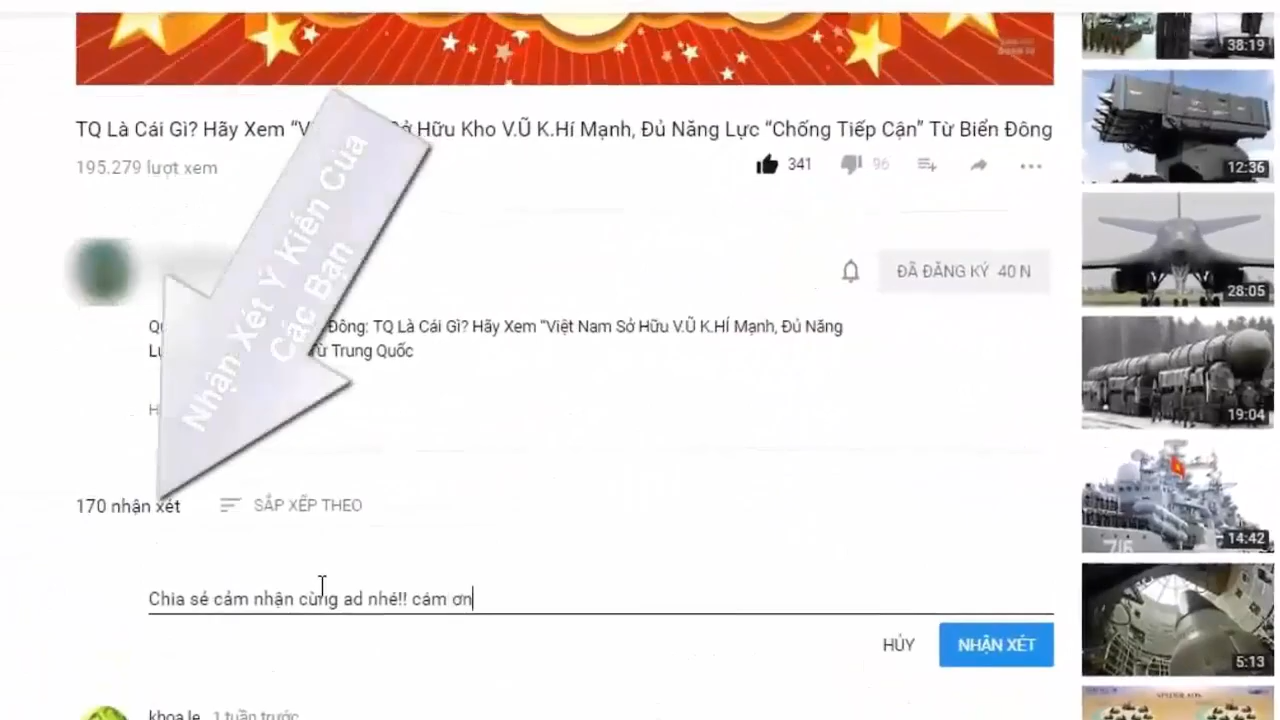 38:19
TQ Là Cái Gì? Hãy Xem “V Sở Hữu Kho V.Ũ K.Hí Mạnh, Đủ Năng Lực “Chống Tiếp Cận” Từ Biển Đông
195.279 lượt xem
341
96
12:36
Nhận Xét Ý Kiến Của
Các Bạn
ĐÃ ĐĂNG KÝ 40 N
28:05
Đông: TQ Là Cái Gì? Hãy Xem "Việt Nam Sở Hữu V.Ũ K.HÍ Mạnh, Đủ Năng
Từ Trung Quốc
19:04
170 nhận xét
SẮP XẾP THEO
716
14:42
Chia sẻ cảm nhận cùng ad nhé!! cám ơn
HỦY
NHẬN XÉT
5:13
khoa le 1 tuần trước